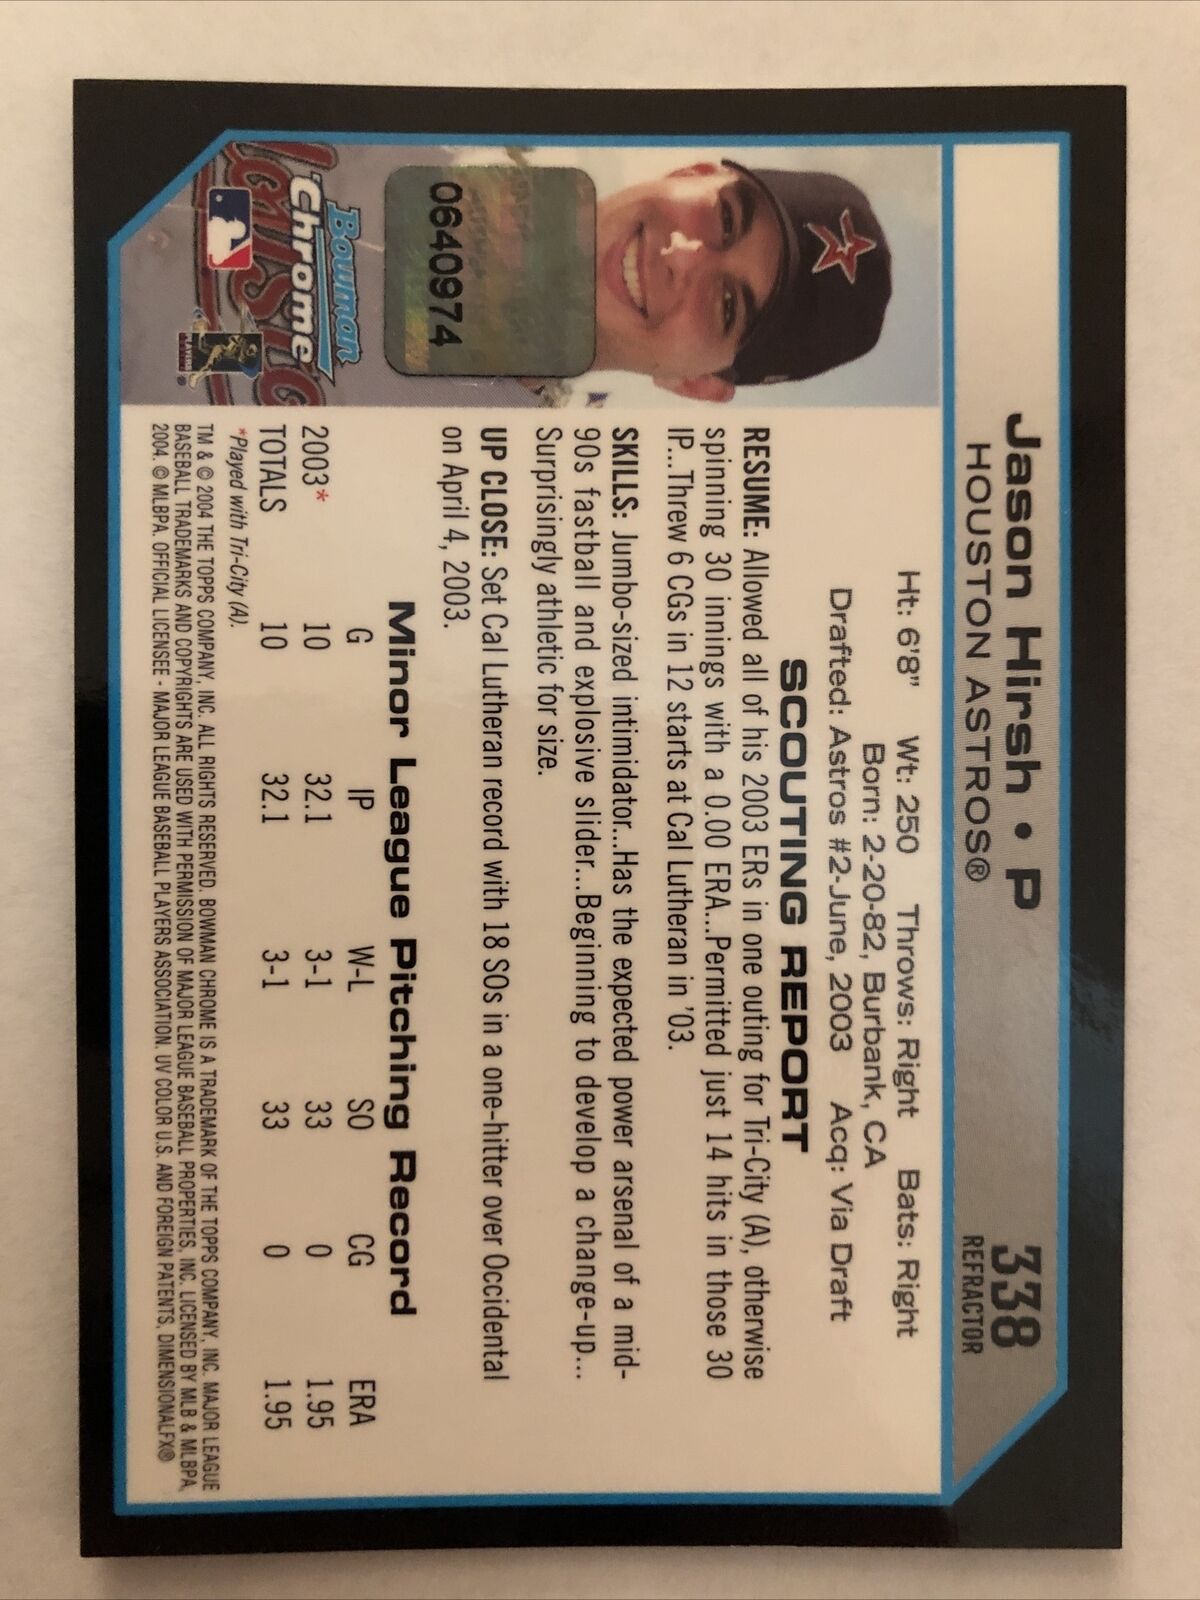 Jason Hirsh • P
HOUSTON ASTROS®
338
REFRACTOR
Ht: 6'8" Wt: 250 Throws: Right Bats: Right
Born: 2-20-82, Burbank, CA
Drafted: Astros #2-June, 2003 Acq: Via Draft
SCOUTING REPORT
RESUME: Allowed all of his 2003 ERs in one outing for Tri-City (A), otherwise
spinning 30 innings with a 0.00 ERA...Permitted just 14 hits in those 30
IP...Threw 6 CGs in 12 starts at Cal Lutheran in '03.
SKILLS: Jumbo-sized intimidator...Has the expected power arsenal of a mid-
90s fastball and explosive slider...Beginning to develop a change-up...
Surprisingly athletic for size.
UP CLOSE: Set Cal Lutheran record with 18 SOs in a one-hitter over Occidental
on April 4, 2003.
Minor League Pitching Record
G IP W-L SO CG ERA
2003* 10 32.1 3-1 33 0 1.95
TOTALS 10 32.1 3-1 33 0 1.95
*Played with Tri-City (A).
TM & © 2004 THE TOPPS COMPANY, INC. ALL RIGHTS RESERVED. BOWMAN CHROME IS A TRADEMARK OF THE TOPPS COMPANY, INC. MAJOR LEAGUE
BASEBALL TRADEMARKS AND COPYRIGHTS ARE USED WITH PERMISSION OF MAJOR LEAGUE BASEBALL PROPERTIES, INC. LICENSED BY MLB & MLBPA
2004. © MLBPA. OFFICIAL LICENSEE - MAJOR LEAGUE BASEBALL PLAYERS ASSOCIATION. UV COLOR U.S. AND FOREIGN PATENTS, DIMENSIONALFX®
0640974
Bowman
Chrome